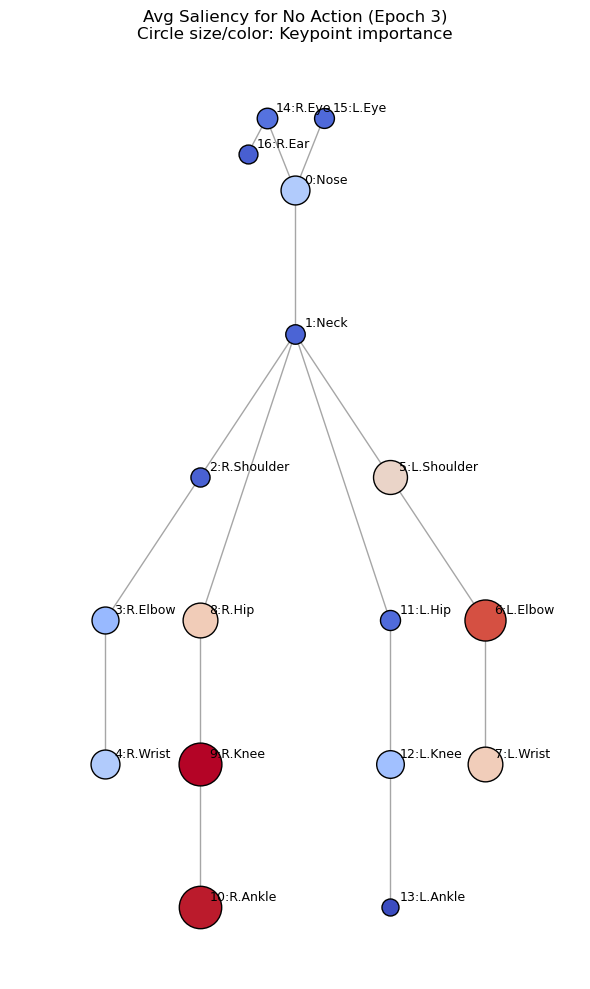 Avg Saliency for No Action (Epoch 3)
Circle size/color: Keypoint importance
14:R.Eye
15:L.Eye
16:R.Ear
0:Nose
1:Neck
2:R.Shoulder
5:L.Shoulder
3:R.Elbow
8:R.Hip
11:L.Hip
6:L.Elbow
4:R.Wrist
9:R.Knee
12:L.Knee
7:L.Wrist
10:R.Ankle
13:L.Ankle